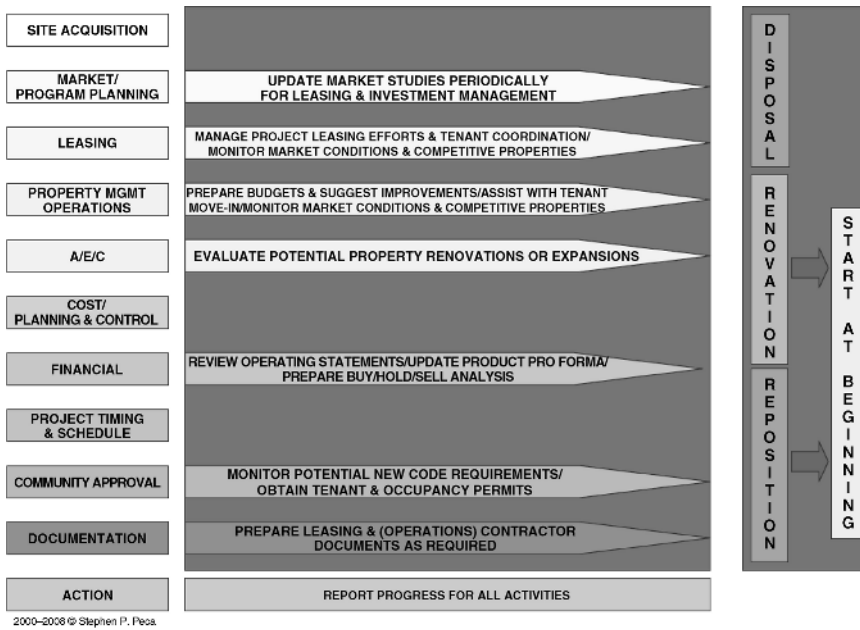 SITE ACQUISITION
MARKET/
PROGRAM PLANNING
UPDATE MARKET STUDIES PERIODICALLY
FOR LEASING & INVESTMENT MANAGEMENT
LEASING
MANAGE PROJECT LEASING EFFORTS & TENANT COORDINATION/
MONITOR MARKET CONDITIONS & COMPETITIVE PROPERTIES
PROPERTY MGMT
OPERATIONS
PREPARE BUDGETS & SUGGEST IMPROVEMENTS/ASSIST WITH TENANT
MOVE-IN/MONITOR MARKET CONDITIONS & COMPETITIVE PROPERTIES
A/E/C
EVALUATE POTENTIAL PROPERTY RENOVATIONS OR EXPANSIONS
COST/
PLANNING & CONTROL
FINANCIAL
REVIEW OPERATING STATEMENTS/UPDATE PRODUCT PRO FORMA/
PREPARE BUY/HOLD/SELL ANALYSIS
PROJECT TIMING
& SCHEDULE
COMMUNITY APPROVAL
MONITOR POTENTIAL NEW CODE REQUIREMENTS/
OBTAIN TENANT & OCCUPANCY PERMITS
DOCUMENTATION
PREPARE LEASING & (OPERATIONS) CONTRACTOR
DOCUMENTS AS REQUIRED
ACTION
REPORT PROGRESS FOR ALL ACTIVITIES
DISPOSAL
RENOVATION
REPOSITION
START AT BEGINNING
2000–2008 © Stephen P. Peca